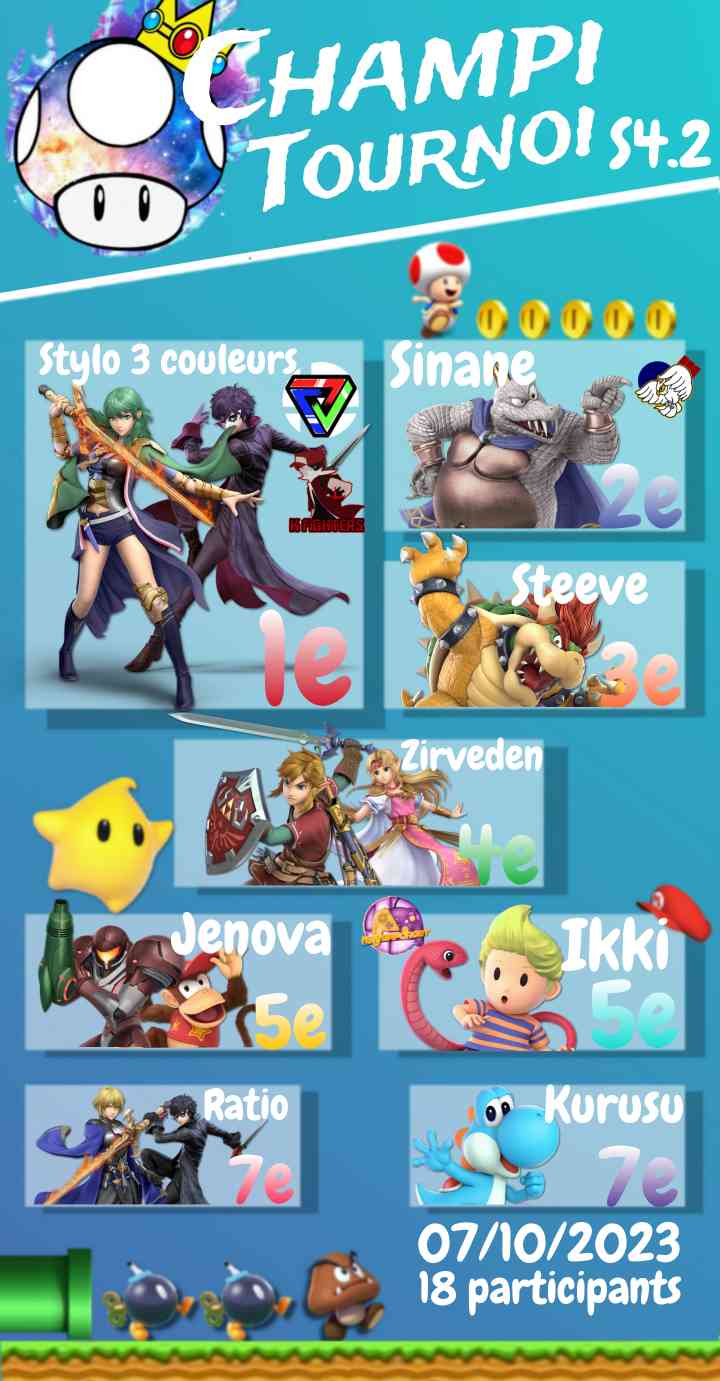 CHAMPI
TOURNOI S4.2
Stylo 3 couleurs
K FIGHTERS
1e
Sinane
2e
Steeve
3e
Zirveden
4e
Jenova
5e
Ikki
5e
Ratio
7e
Kurusu
7e
07/10/2023
18 participants